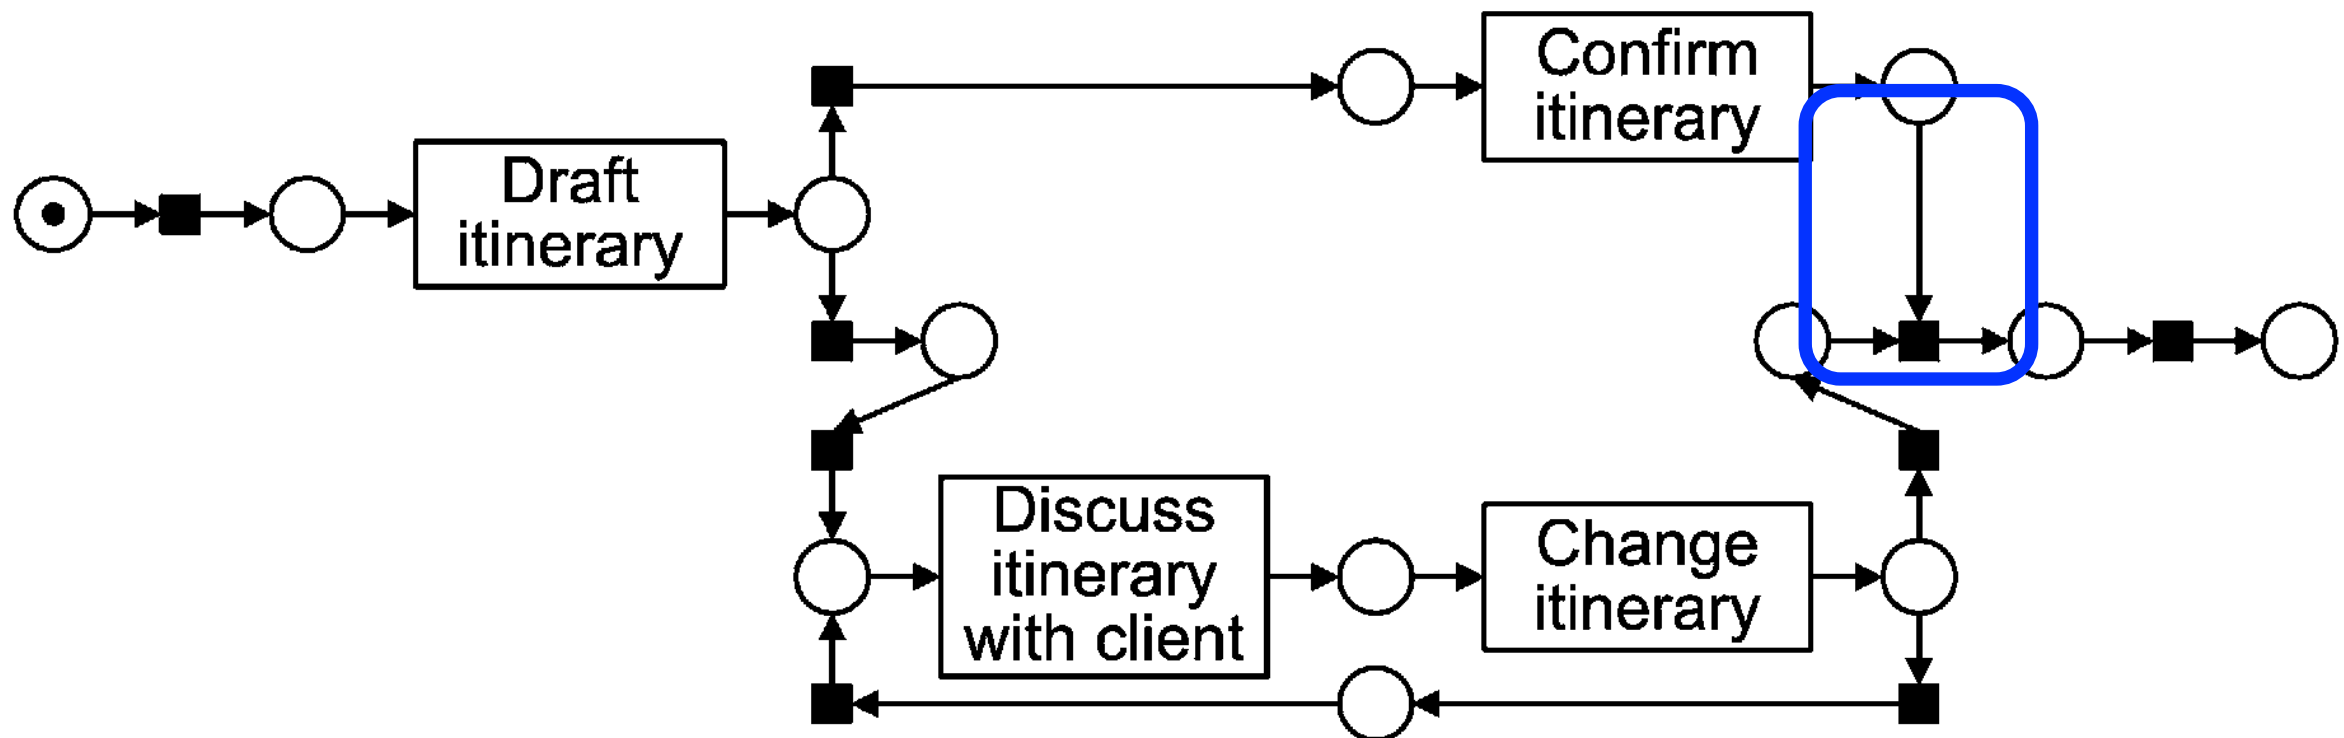 Draft
itinerary
Confirm
itinerary
Discuss
itinerary
with client
Change
itinerary